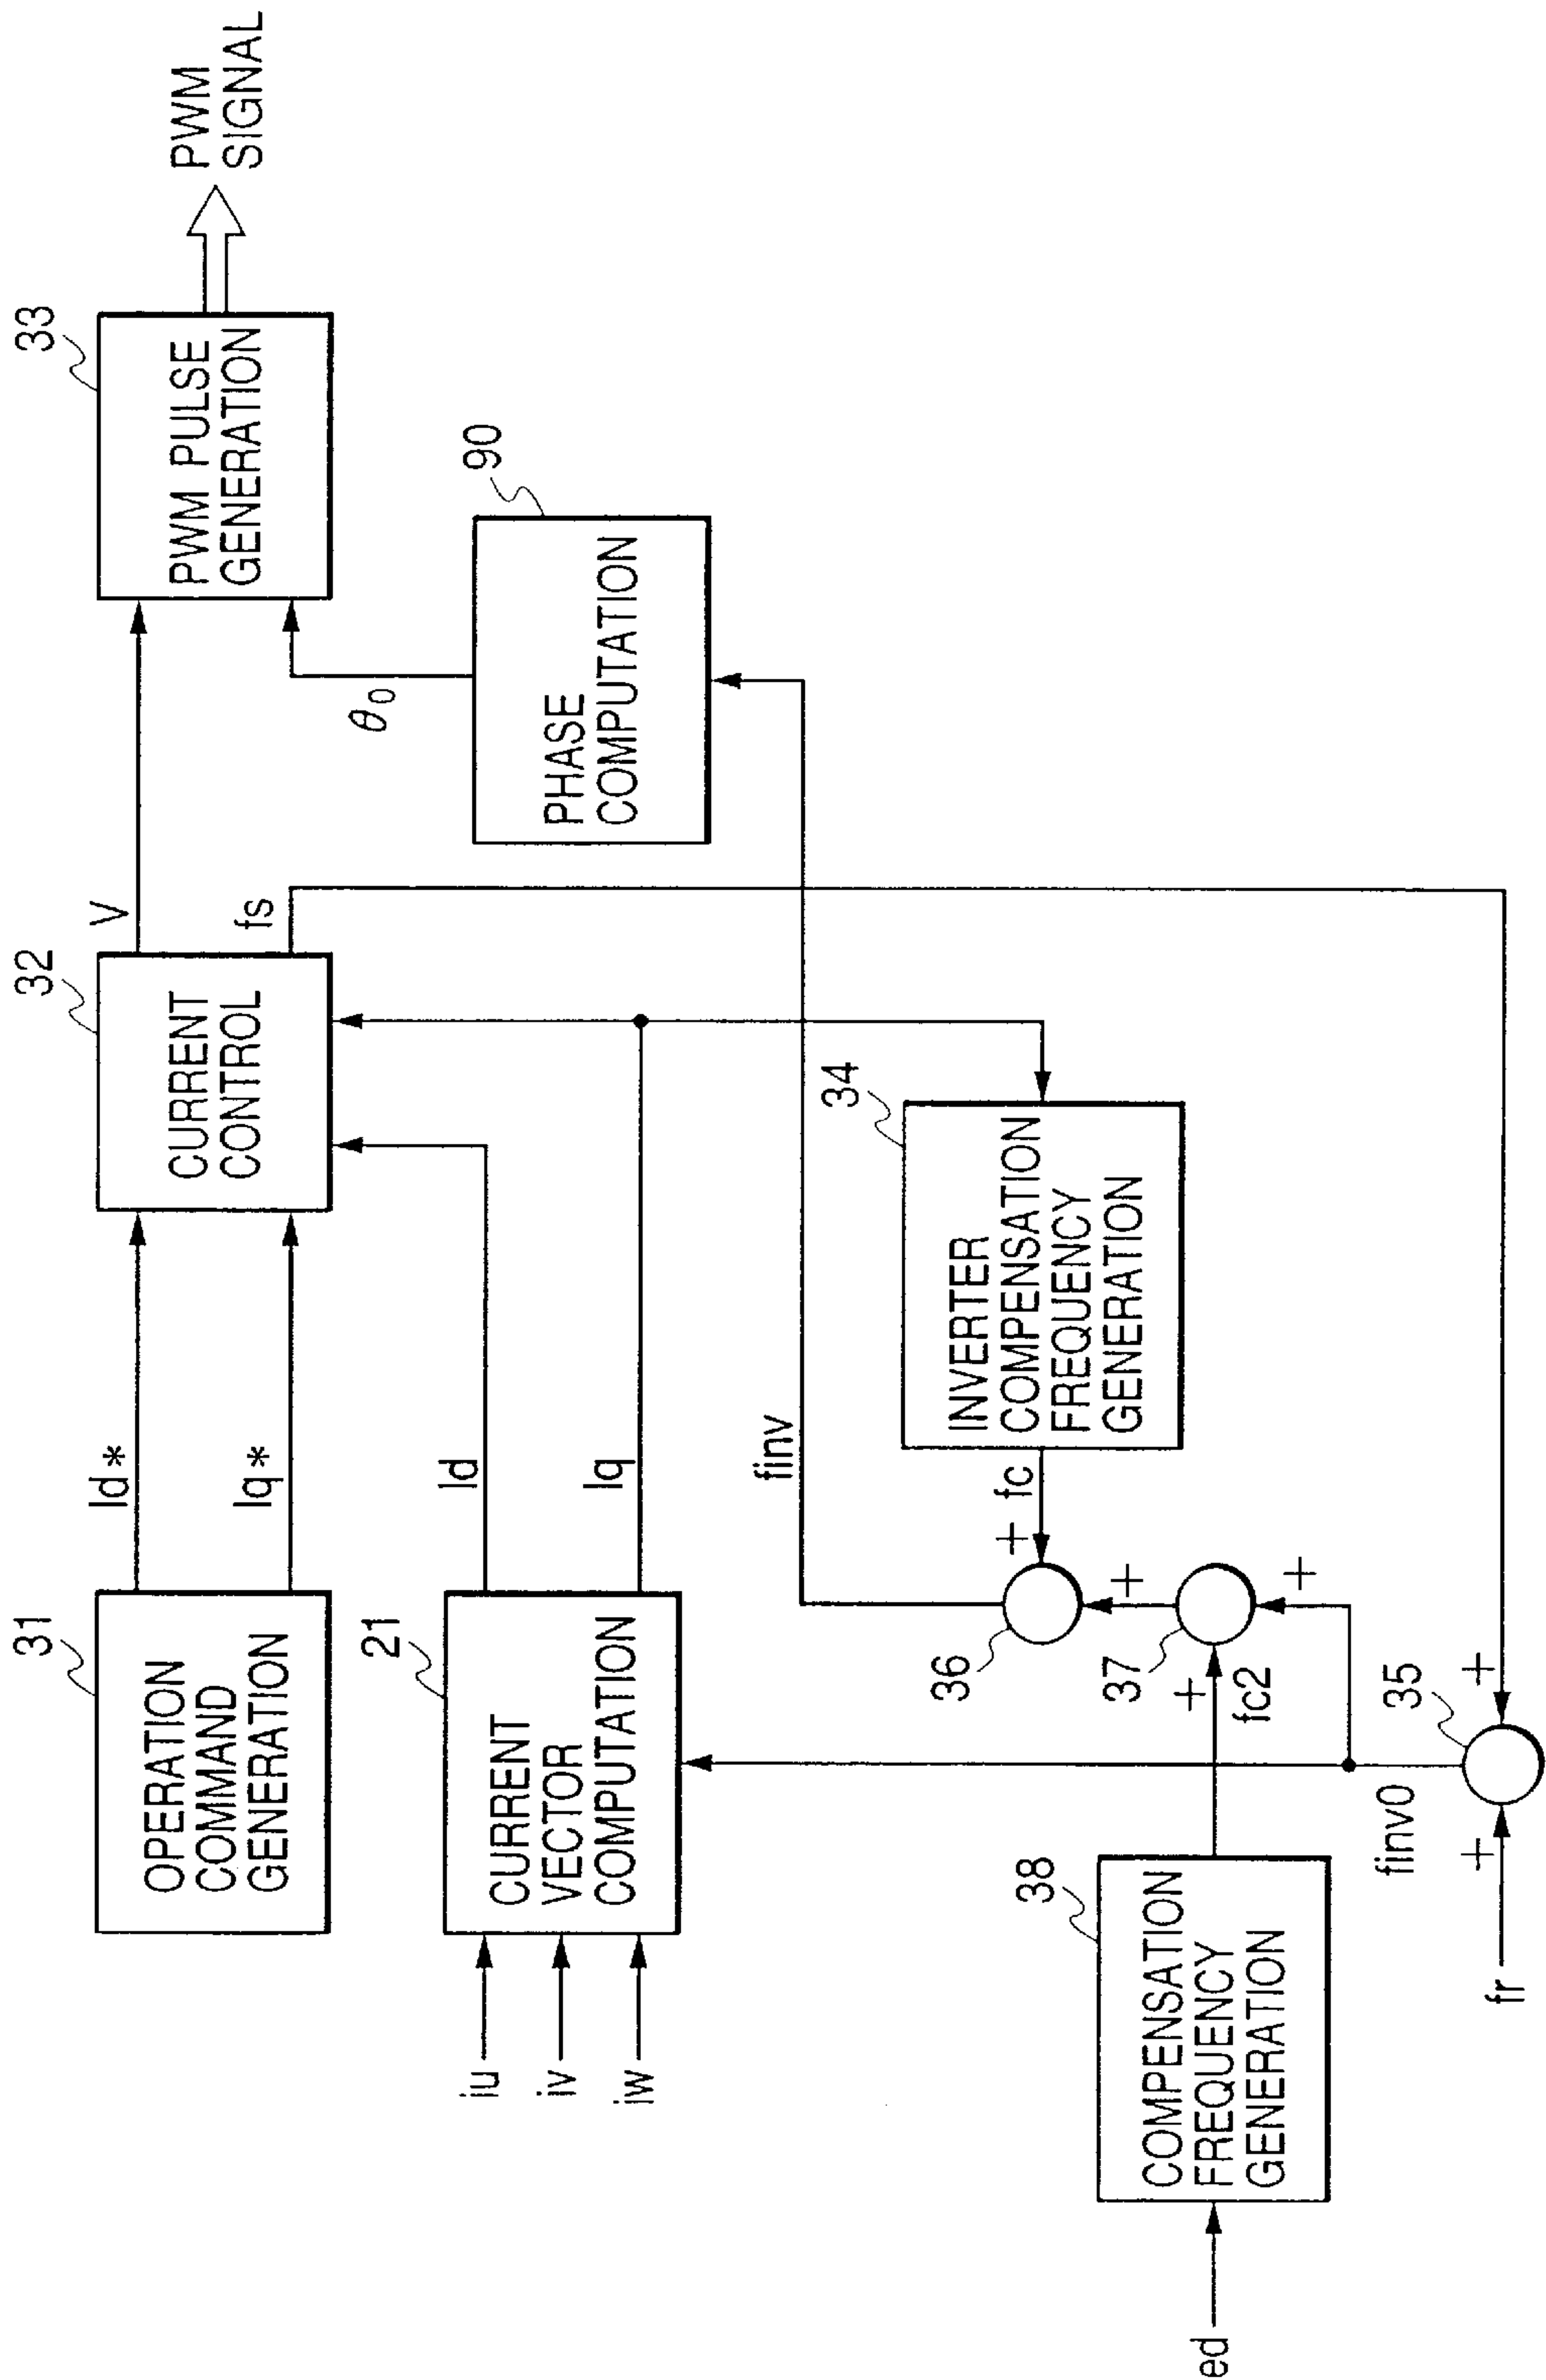 31
OPERATION
COMMAND
GENERATION
Id*
Iq*
32
CURRENT
CONTROL
V
fs
33
PWM PULSE
GENERATION
PWM
SIGNAL
iu
iv
iw
21
CURRENT
VECTOR
COMPUTATION
Id
Iq
θ0
90
PHASE
COMPUTATION
finv
34
INVERTER
COMPENSATION
FREQUENCY
GENERATION
fc
+
36
+
37
+
+
fc2
ed
38
COMPENSATION
FREQUENCY
GENERATION
finv0
35
+
+
fr